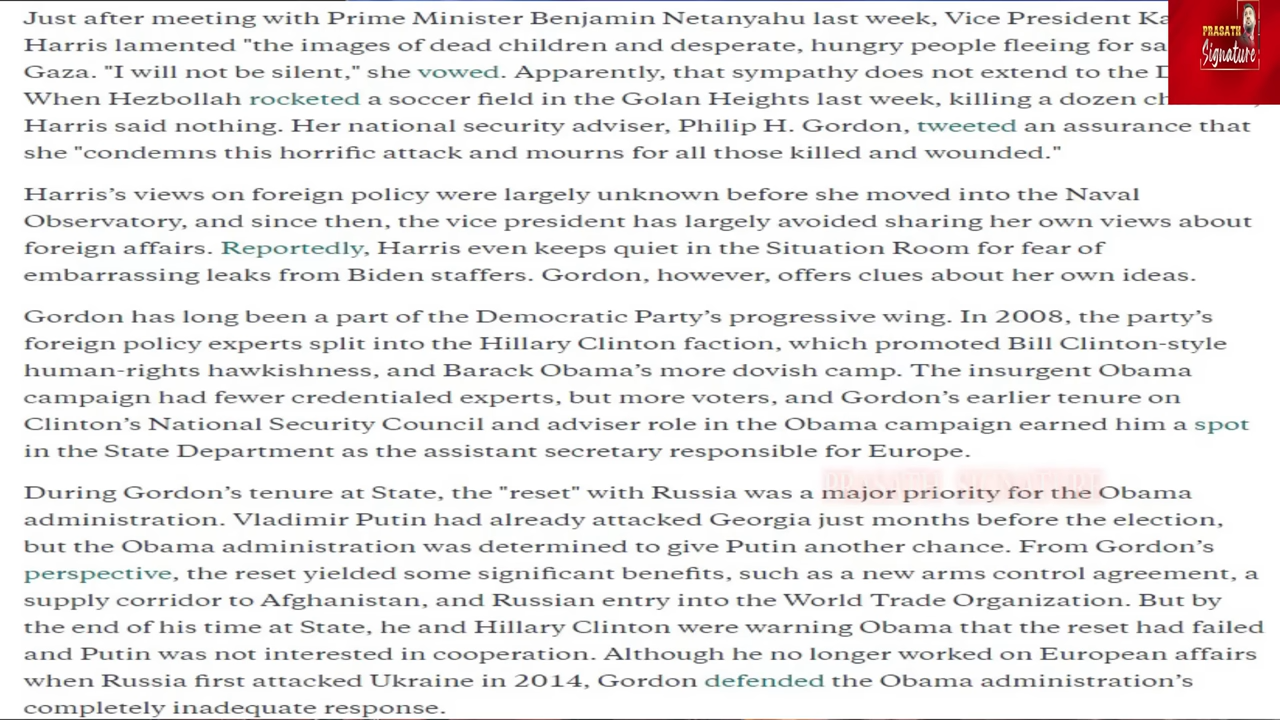 Just after meeting with Prime Minister Benjamin Netanyahu last week, Vice President
Harris lamented "the images of dead children and desperate, hungry people fleeing for
Gaza. "I will not be silent," she vowed. Apparently, that sympathy does not extend to the
When Hezbollah rocketed a soccer field in the Golan Heights last week, killing a dozen
Harris said nothing. Her national security adviser, Philip H. Gordon, tweeted an assurance that
she "condemns this horrific attack and mourns for all those killed and wounded."
Harris's views on foreign policy were largely unknown before she moved into the Naval
Observatory, and since then, the vice president has largely avoided sharing her own views about
foreign affairs. Reportedly, Harris even keeps quiet in the Situation Room for fear of
embarrassing leaks from Biden staffers. Gordon, however, offers clues about her own ideas.
Gordon has long been a part of the Democratic Party's progressive wing. In 2008, the party's
foreign policy experts split into the Hillary Clinton faction, which promoted Bill Clinton-style
human-rights hawkishness, and Barack Obama's more dovish camp. The insurgent Obama
campaign had fewer credentialed experts, but more voters, and Gordon's earlier tenure on
Clinton's National Security Council and adviser role in the Obama campaign earned him a spot
in the State Department as the assistant secretary responsible for Europe.
During Gordon's tenure at State, the "reset" with Russia was a major priority for the Obama
administration. Vladimir Putin had already attacked Georgia just months before the election,
but the Obama administration was determined to give Putin another chance. From Gordon's
perspective, the reset yielded some significant benefits, such as a new arms control agreement, a
supply corridor to Afghanistan, and Russian entry into the World Trade Organization. But by
the end of his time at State, he and Hillary Clinton were warning Obama that the reset had failed
and Putin was not interested in cooperation. Although he no longer worked on European affairs
when Russia first attacked Ukraine in 2014, Gordon defended the Obama administration's
completely inadequate response.
PRASATH
Signature